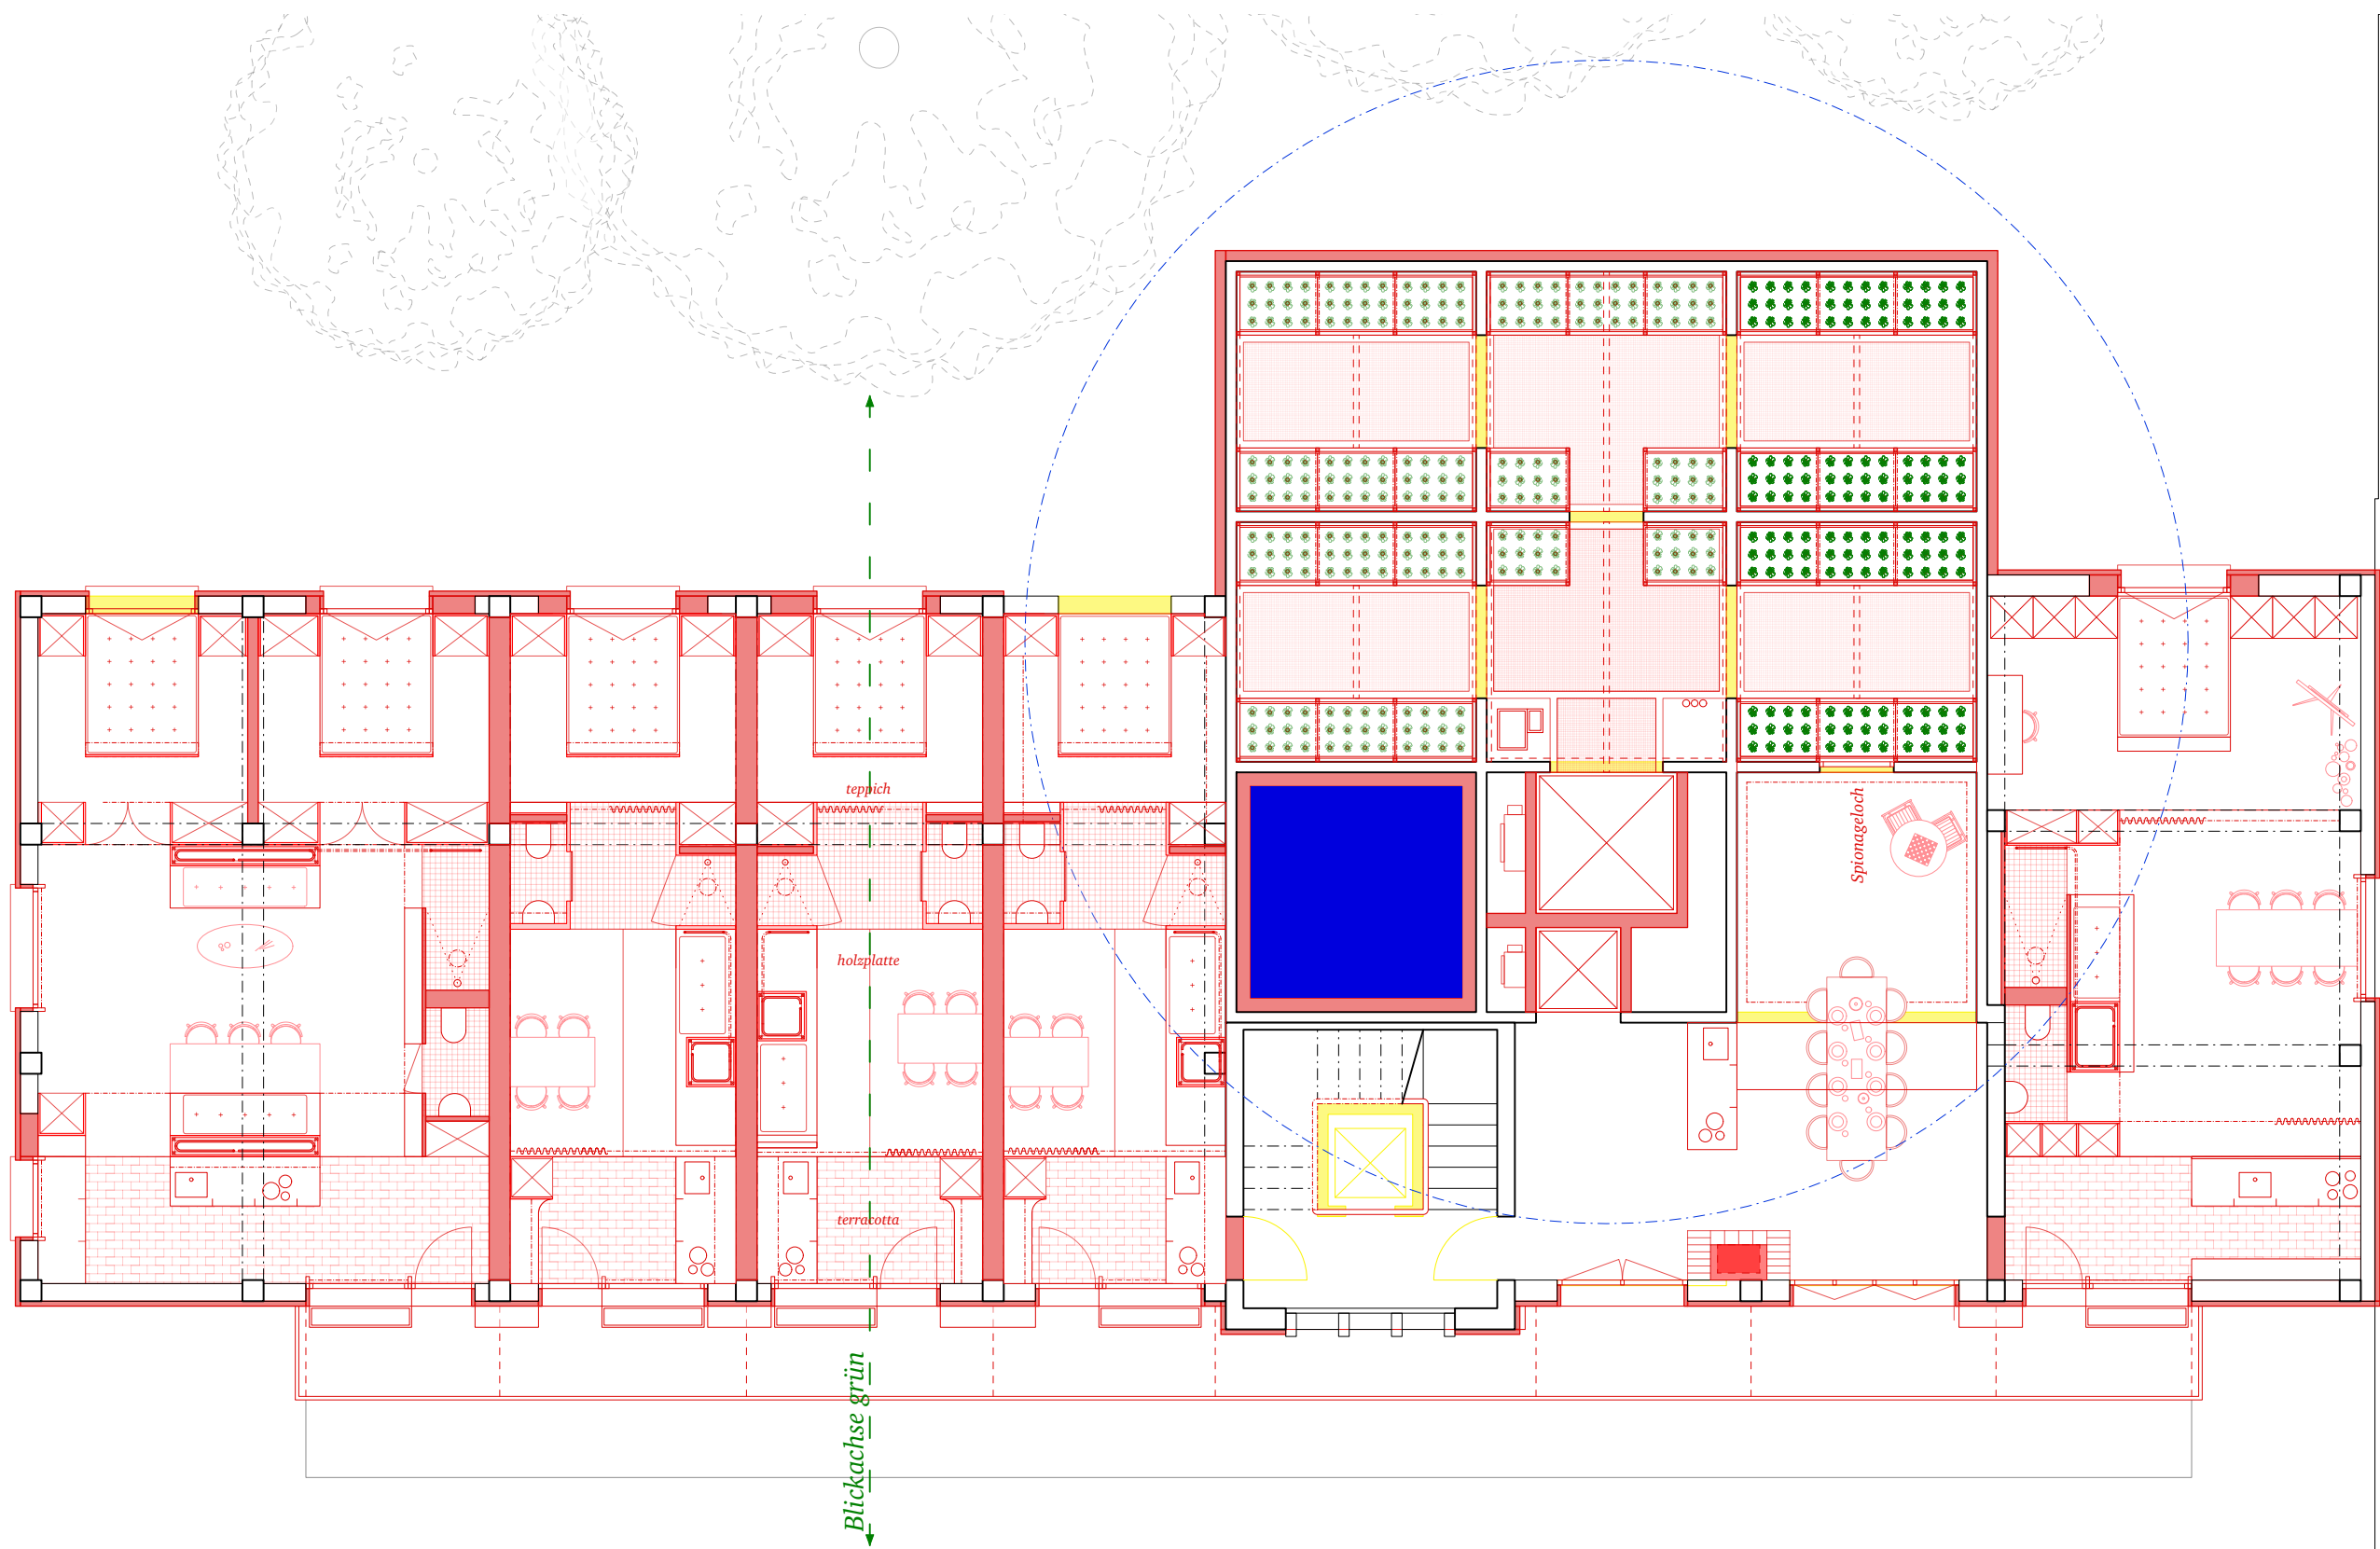 teppich
Spionageloch
holzplatte
terracotta
Blickachse grün